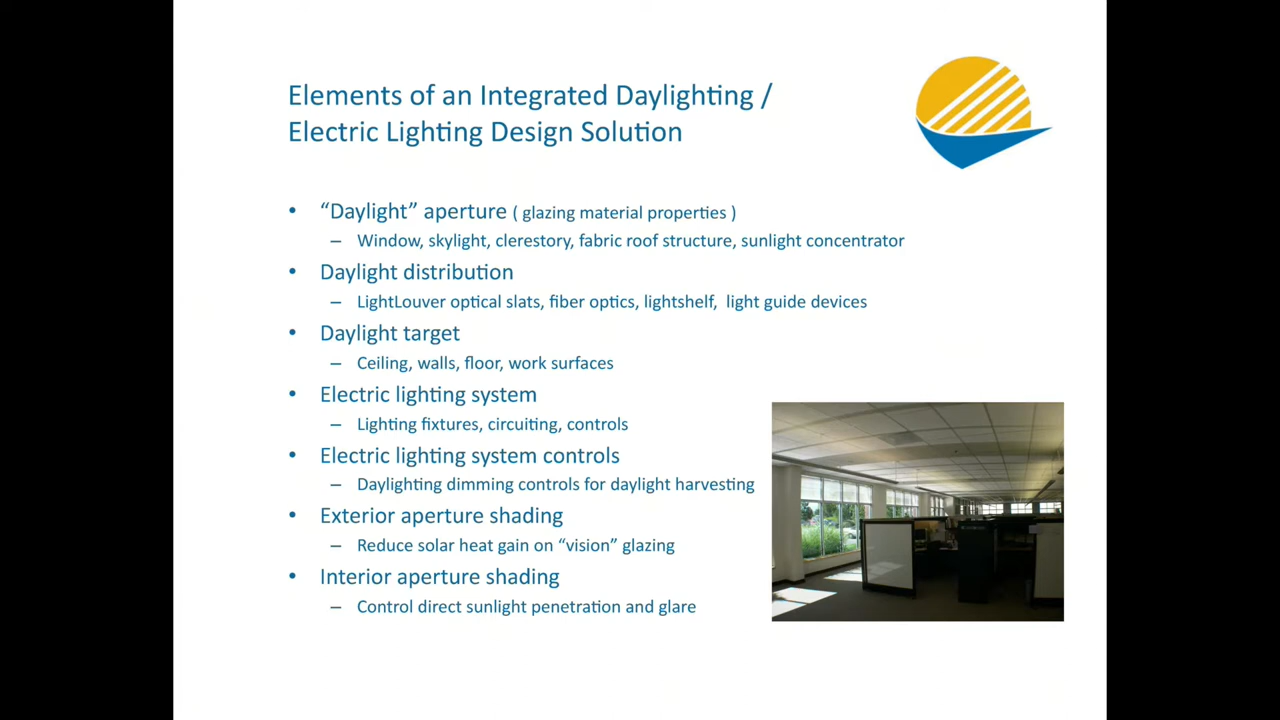 Elements of an Integrated Daylighting /
Electric Lighting Design Solution
• “Daylight” aperture ( glazing material properties )
– Window, skylight, clerestory, fabric roof structure, sunlight concentrator
• Daylight distribution
– LightLouver optical slats, fiber optics, lightshelf, light guide devices
• Daylight target
– Ceiling, walls, floor, work surfaces
• Electric lighting system
– Lighting fixtures, circuiting, controls
• Electric lighting system controls
– Daylighting dimming controls for daylight harvesting
• Exterior aperture shading
– Reduce solar heat gain on “vision” glazing
• Interior aperture shading
– Control direct sunlight penetration and glare